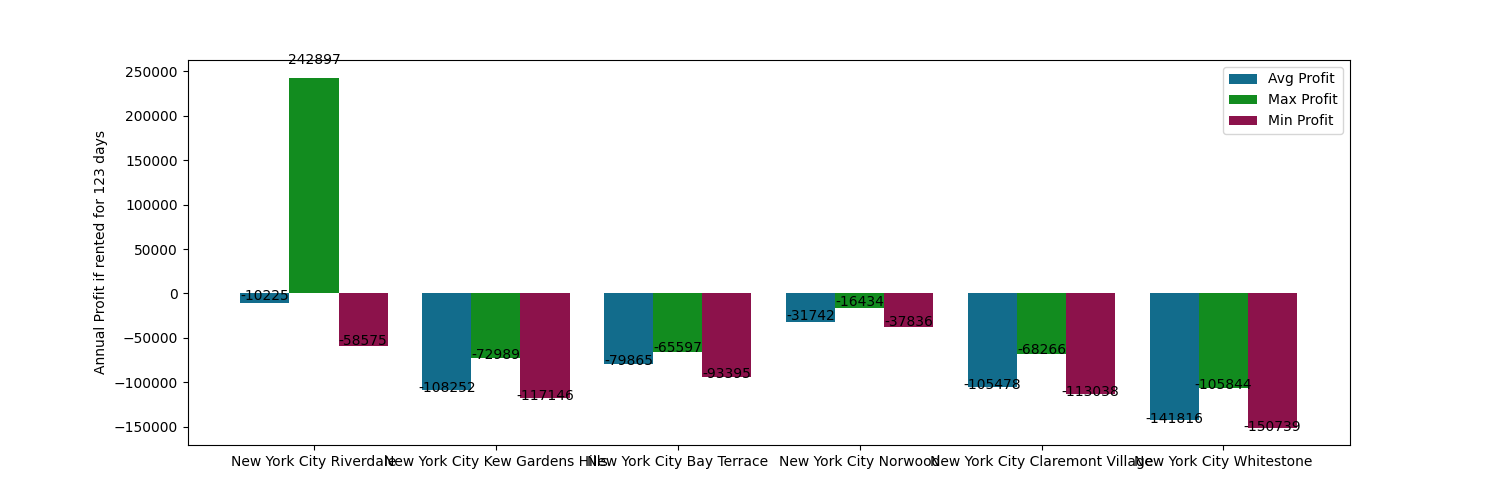 242897
250000
200000
150000
100000
50000
0
−50000
−100000
−150000
Annual Profit if rented for 123 days
Avg Profit
Max Profit
Min Profit
-10225
-58575
-108252
-72989
-117146
-79865
-65597
-93395
-31742
-16434
-37836
-105478
-68266
-113038
-141816
-105844
-150739
New York City Riverdale
New York City Kew Gardens Hills
New York City Bay Terrace
New York City Norwood
New York City Claremont Village
New York City Whitestone